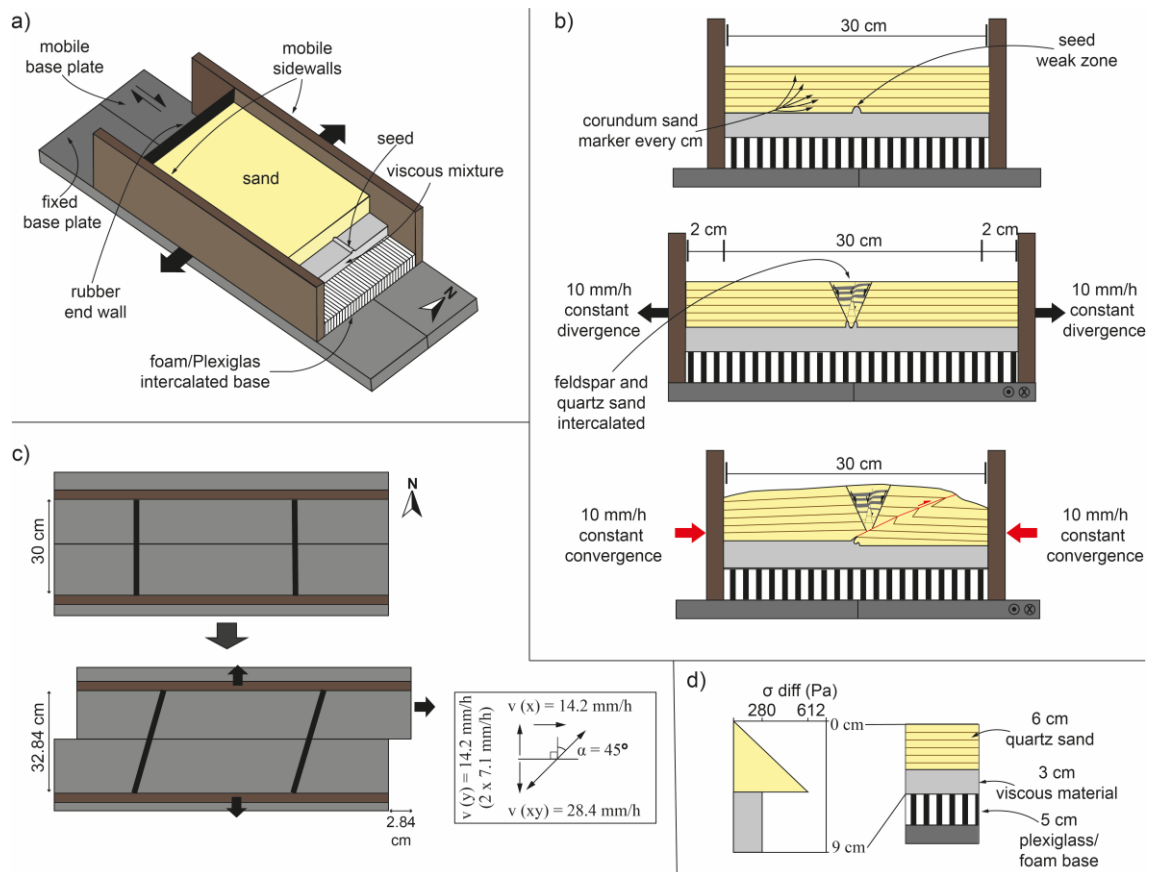 a)
mobile
base plate
mobile
sidewalls
seed
viscous mixture
sand
fixed
base plate
rubber
end wall
N
foam/Plexiglas
intercalated base
b)
30 cm
seed
weak zone
corundum sand
marker every cm
2 cm
30 cm
2 cm
10 mm/h
constant
divergence
10 mm/h
constant
divergence
feldspar and
quartz sand
intercalated
30 cm
10 mm/h
constant
convergence
10 mm/h
constant
convergence
c)
N
30 cm
32.84 cm
2.84
cm
v (y) = 14.2 mm/h
(2 x 7.1 mm/h)
v (x) = 14.2 mm/h
α = 45°
v (xy) = 28.4 mm/h
d)
σ diff (Pa)
280 612
0 cm
9 cm
6 cm
quartz sand
3 cm
viscous material
5 cm
plexiglass/
foam base